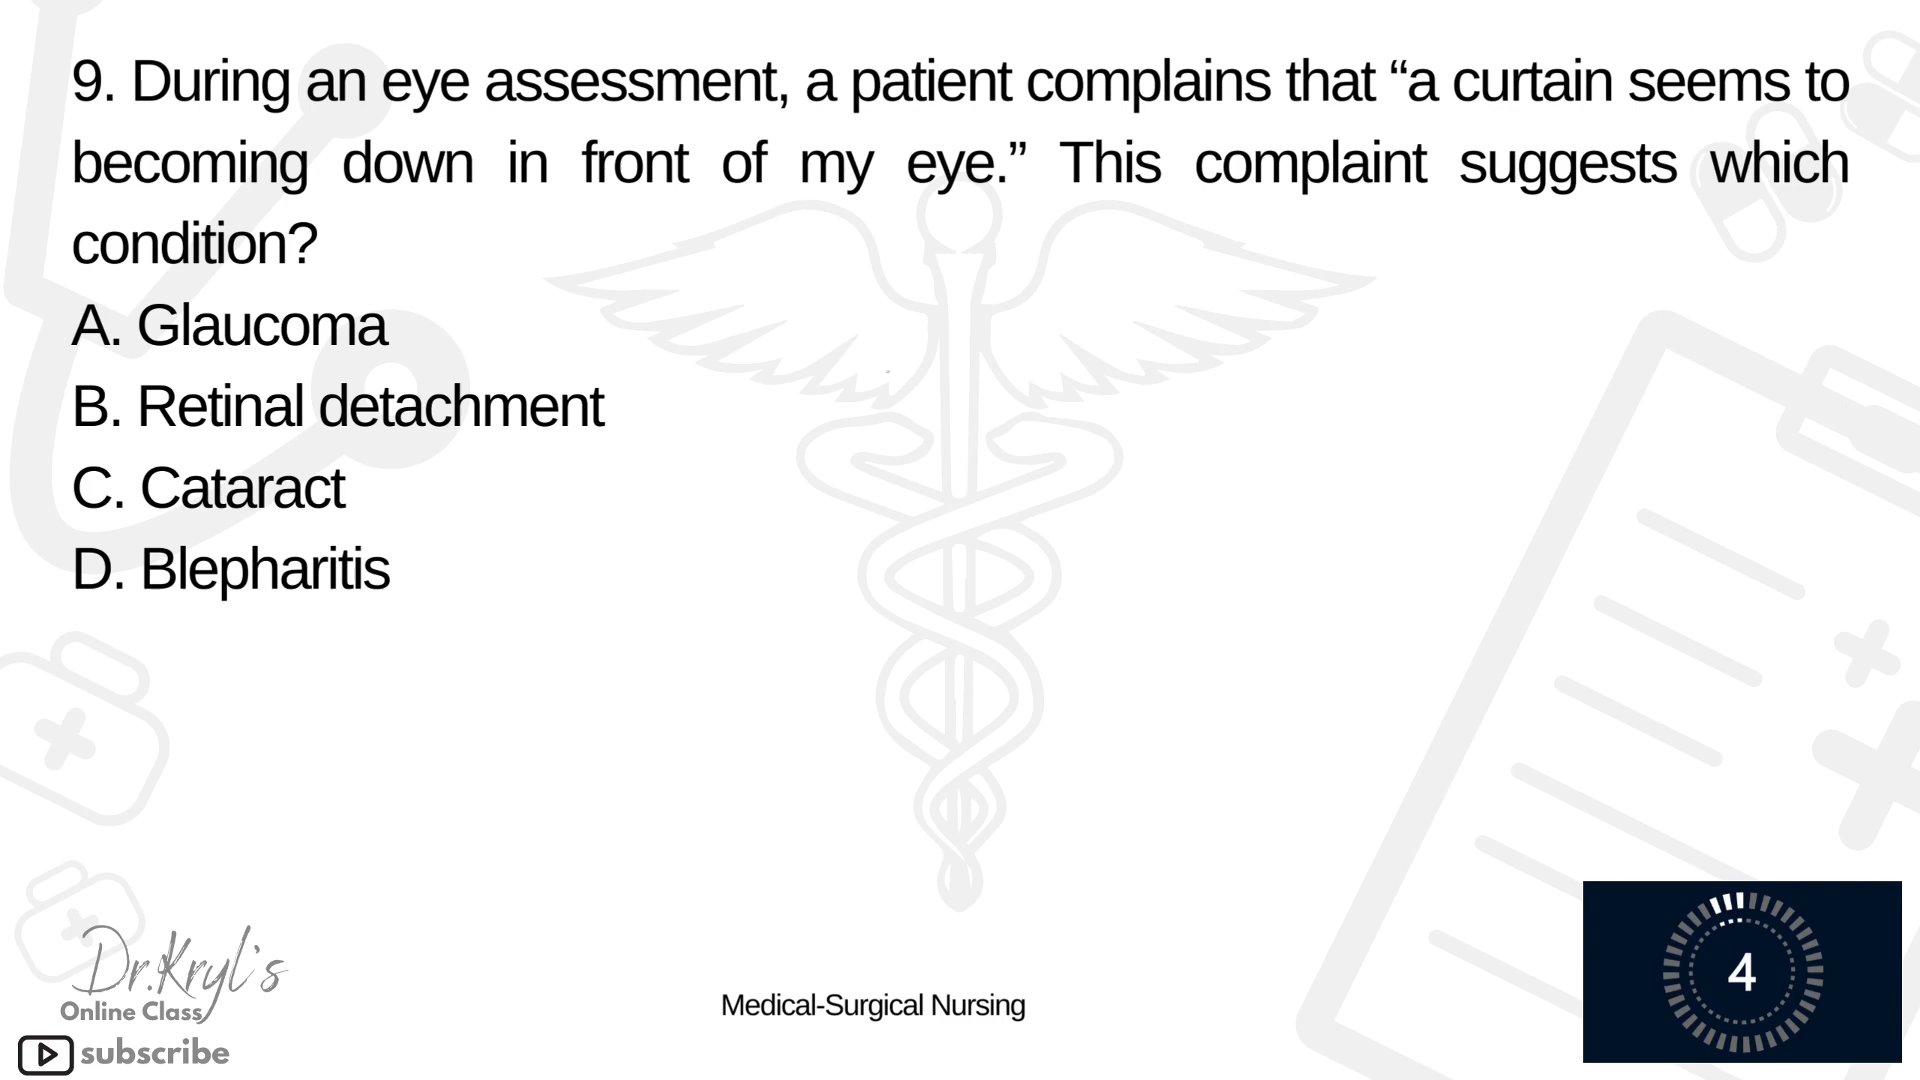 9. During an eye assessment, a patient complains that “a curtain seems to
becoming down in front of my eye.” This complaint suggests which
condition?
A. Glaucoma
B. Retinal detachment
C. Cataract
D. Blepharitis
Dr.Kryl's
Online Class
subscribe
Medical-Surgical Nursing
4